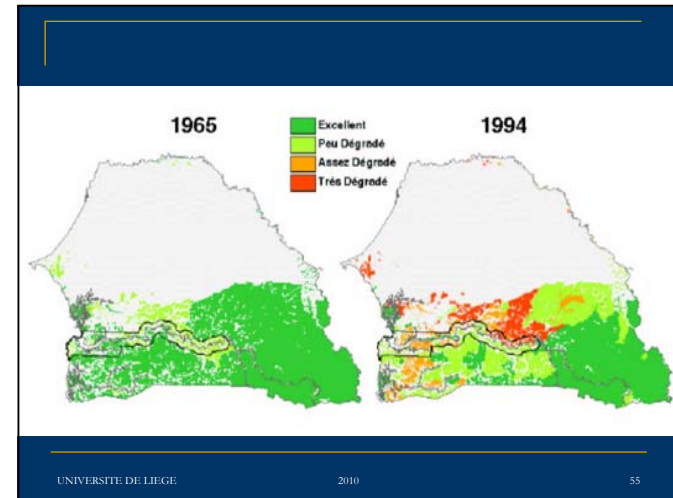 1965
Excellent
Peu Dégradé
Assez Dégradé
Trés Dégradé
1994
UNIVERSITE DE LIEGE 2010 55